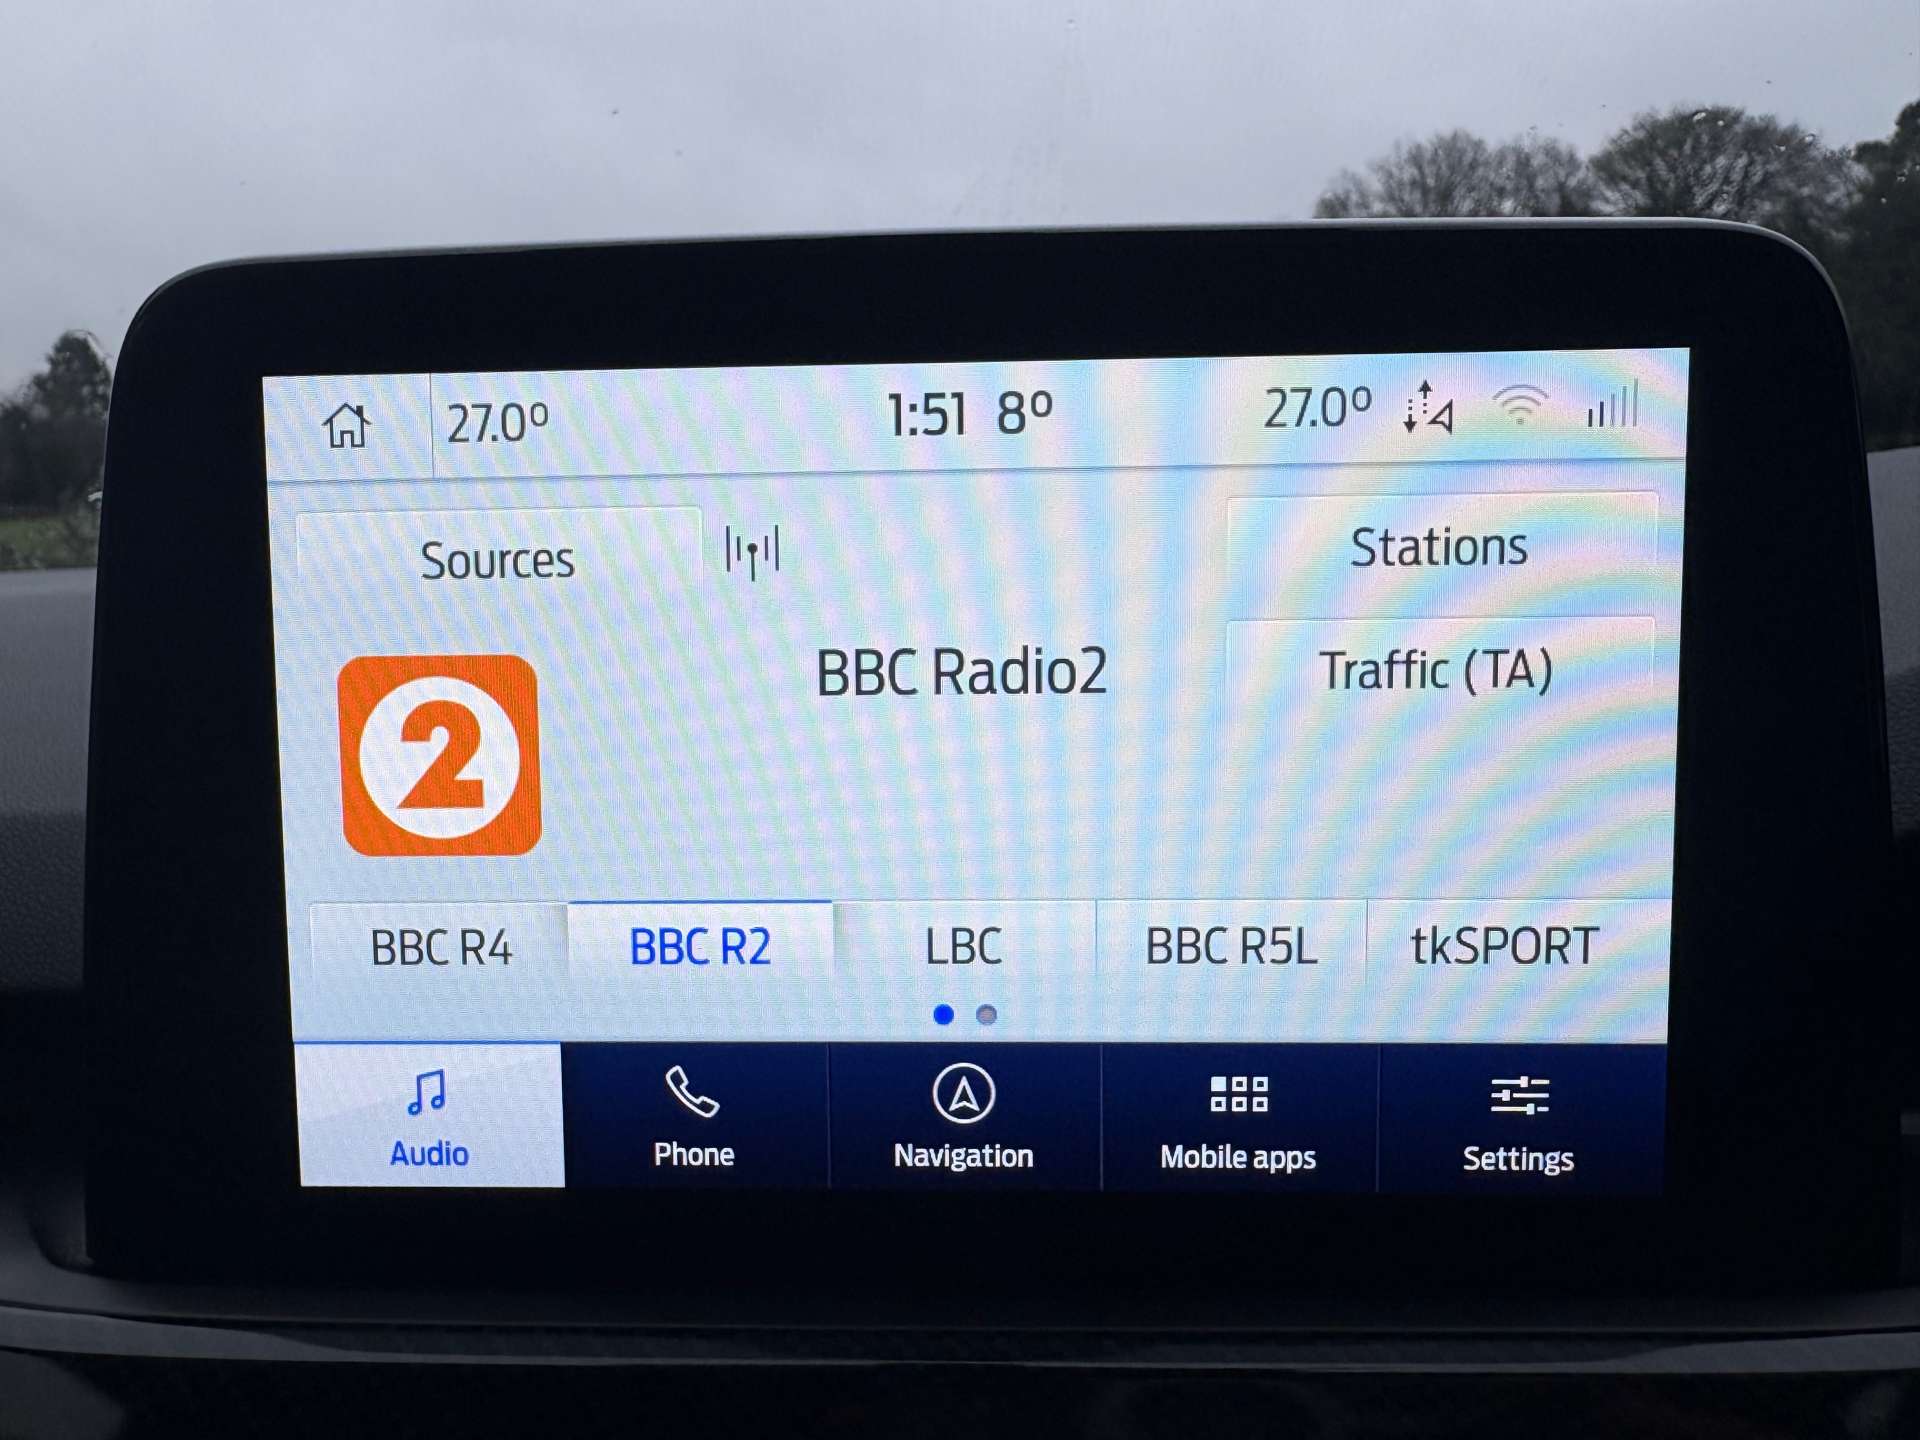 27.0° 1:51 8° 27.0°
Sources
Stations
BBC Radio2
Traffic (TA)
2
BBC R4 BBC R2 LBC BBC R5L tkSPORT
Audio Phone Navigation Mobile apps Settings